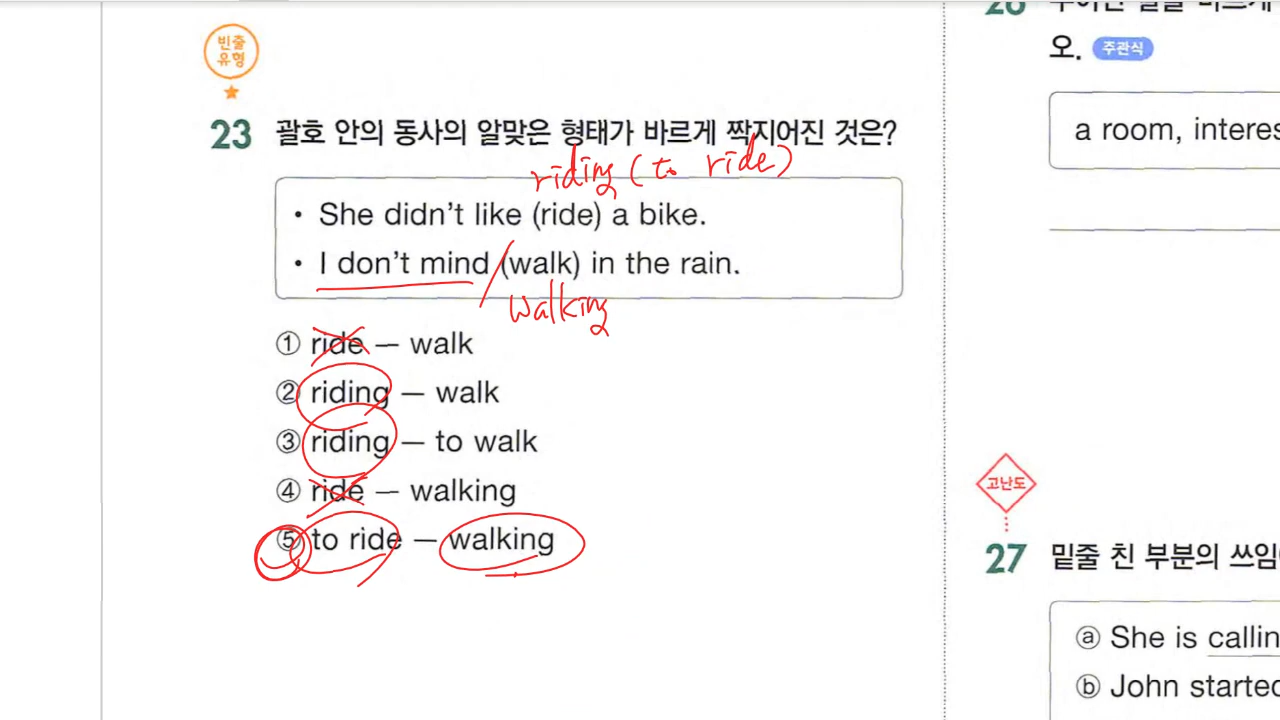 빈출
유형
23 괄호 안의 동사의 알맞은 형태가 바르게 짝지어진 것은?
riding (to ride)
• She didn't like (ride) a bike.
• I don't mind (walk) in the rain.
walking
① ride — walk
② riding — walk
③ riding — to walk
④ ride — walking
⑤ to ride — walking
오. 주관식
a room, interes
고난도
27 밑줄 친 부분의 쓰임
ⓐ She is callin
ⓑ John started